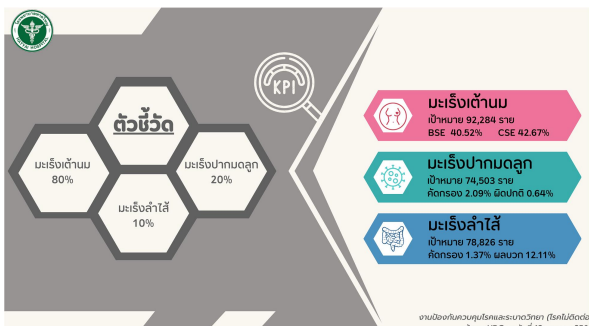 KPI
ตัวชี้วัด
มะเร็งเต้านม
80%
มะเร็งปากมดลูก
20%
มะเร็งลำไส้
10%
มะเร็งเต้านม
เป้าหมาย 92,284 ราย
BSE 40.52% CSE 42.67%
มะเร็งปากมดลูก
เป้าหมาย 74,503 ราย
คัดกรอง 2.09% ผิดปกติ 0.64%
มะเร็งลำไส้
เป้าหมาย 78,826 ราย
คัดกรอง 1.37% ผลบวก 12.11%
งานป้องกันควบคุมโรคและระบาดวิทยา (โรคไม่ติดต่อ